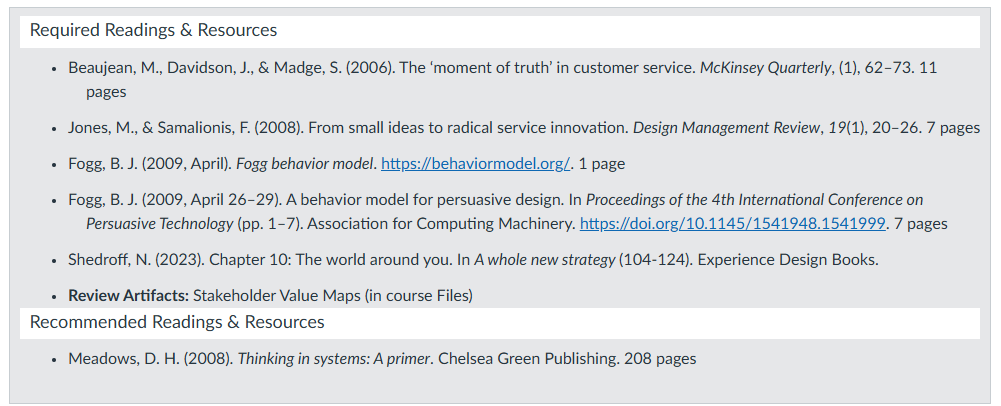 Required Readings & Resources
• Beaujean, M., Davidson, J., & Madge, S. (2006). The ‘moment of truth’ in customer service. McKinsey Quarterly, (1), 62–73. 11
pages
• Jones, M., & Samalionis, F. (2008). From small ideas to radical service innovation. Design Management Review, 19(1), 20–26. 7 pages
• Fogg, B. J. (2009, April). Fogg behavior model. https://behaviormodel.org/. 1 page
• Fogg, B. J. (2009, April 26–29). A behavior model for persuasive design. In Proceedings of the 4th International Conference on
Persuasive Technology (pp. 1–7). Association for Computing Machinery. https://doi.org/10.1145/1541948.1541999. 7 pages
• Shedroff, N. (2023). Chapter 10: The world around you. In A whole new strategy (104-124). Experience Design Books.
• Review Artifacts: Stakeholder Value Maps (in course Files)
Recommended Readings & Resources
• Meadows, D. H. (2008). Thinking in systems: A primer. Chelsea Green Publishing. 208 pages